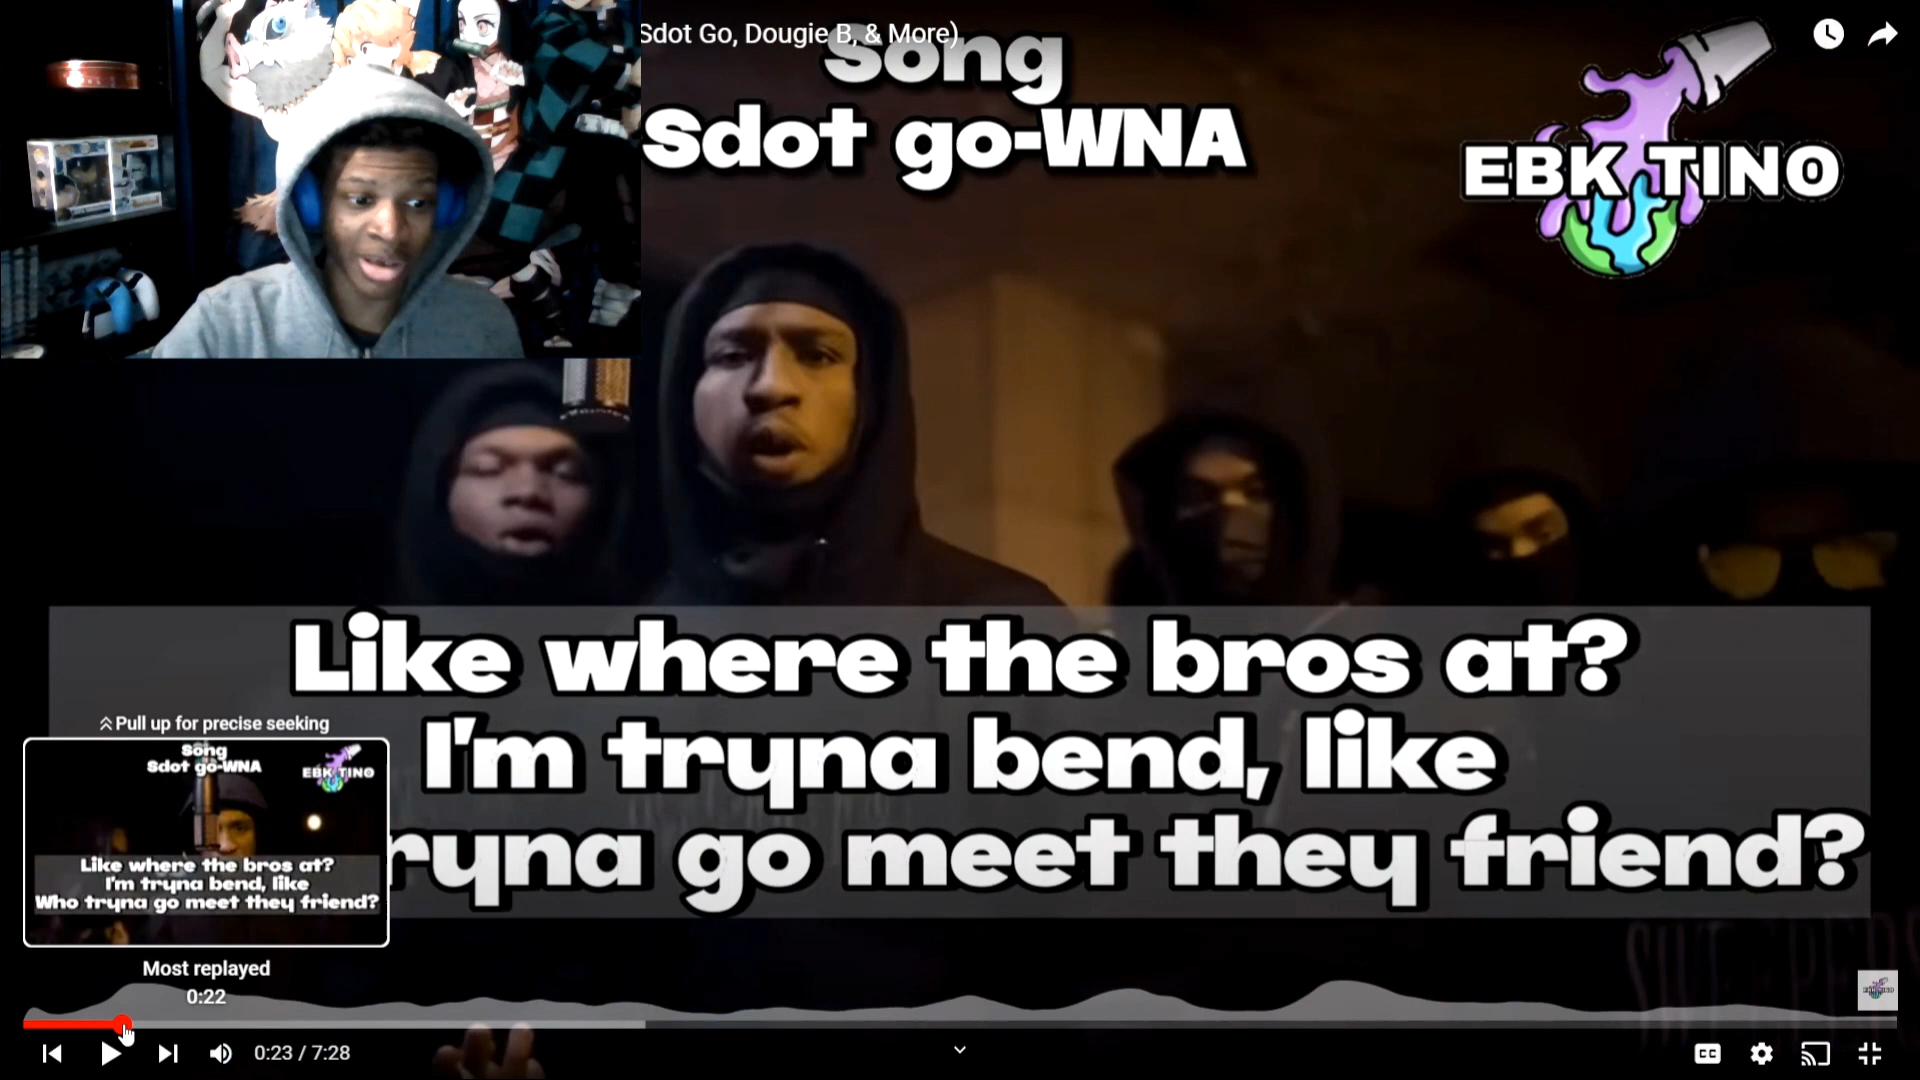 Sdot Go, Dougie B, & More)
Song
Sdot go-WNA
EBK TINO
Like where the bros at?
I'm tryna bend, like
ryna go meet they friend?
Pull up for precise seeking
Song
Sdot go-WNA
EBK TINO
Like where the bros at?
I'm tryna bend, like
Who tryna go meet they friend?
Most replayed
0:22
0:23 / 7:28
CC